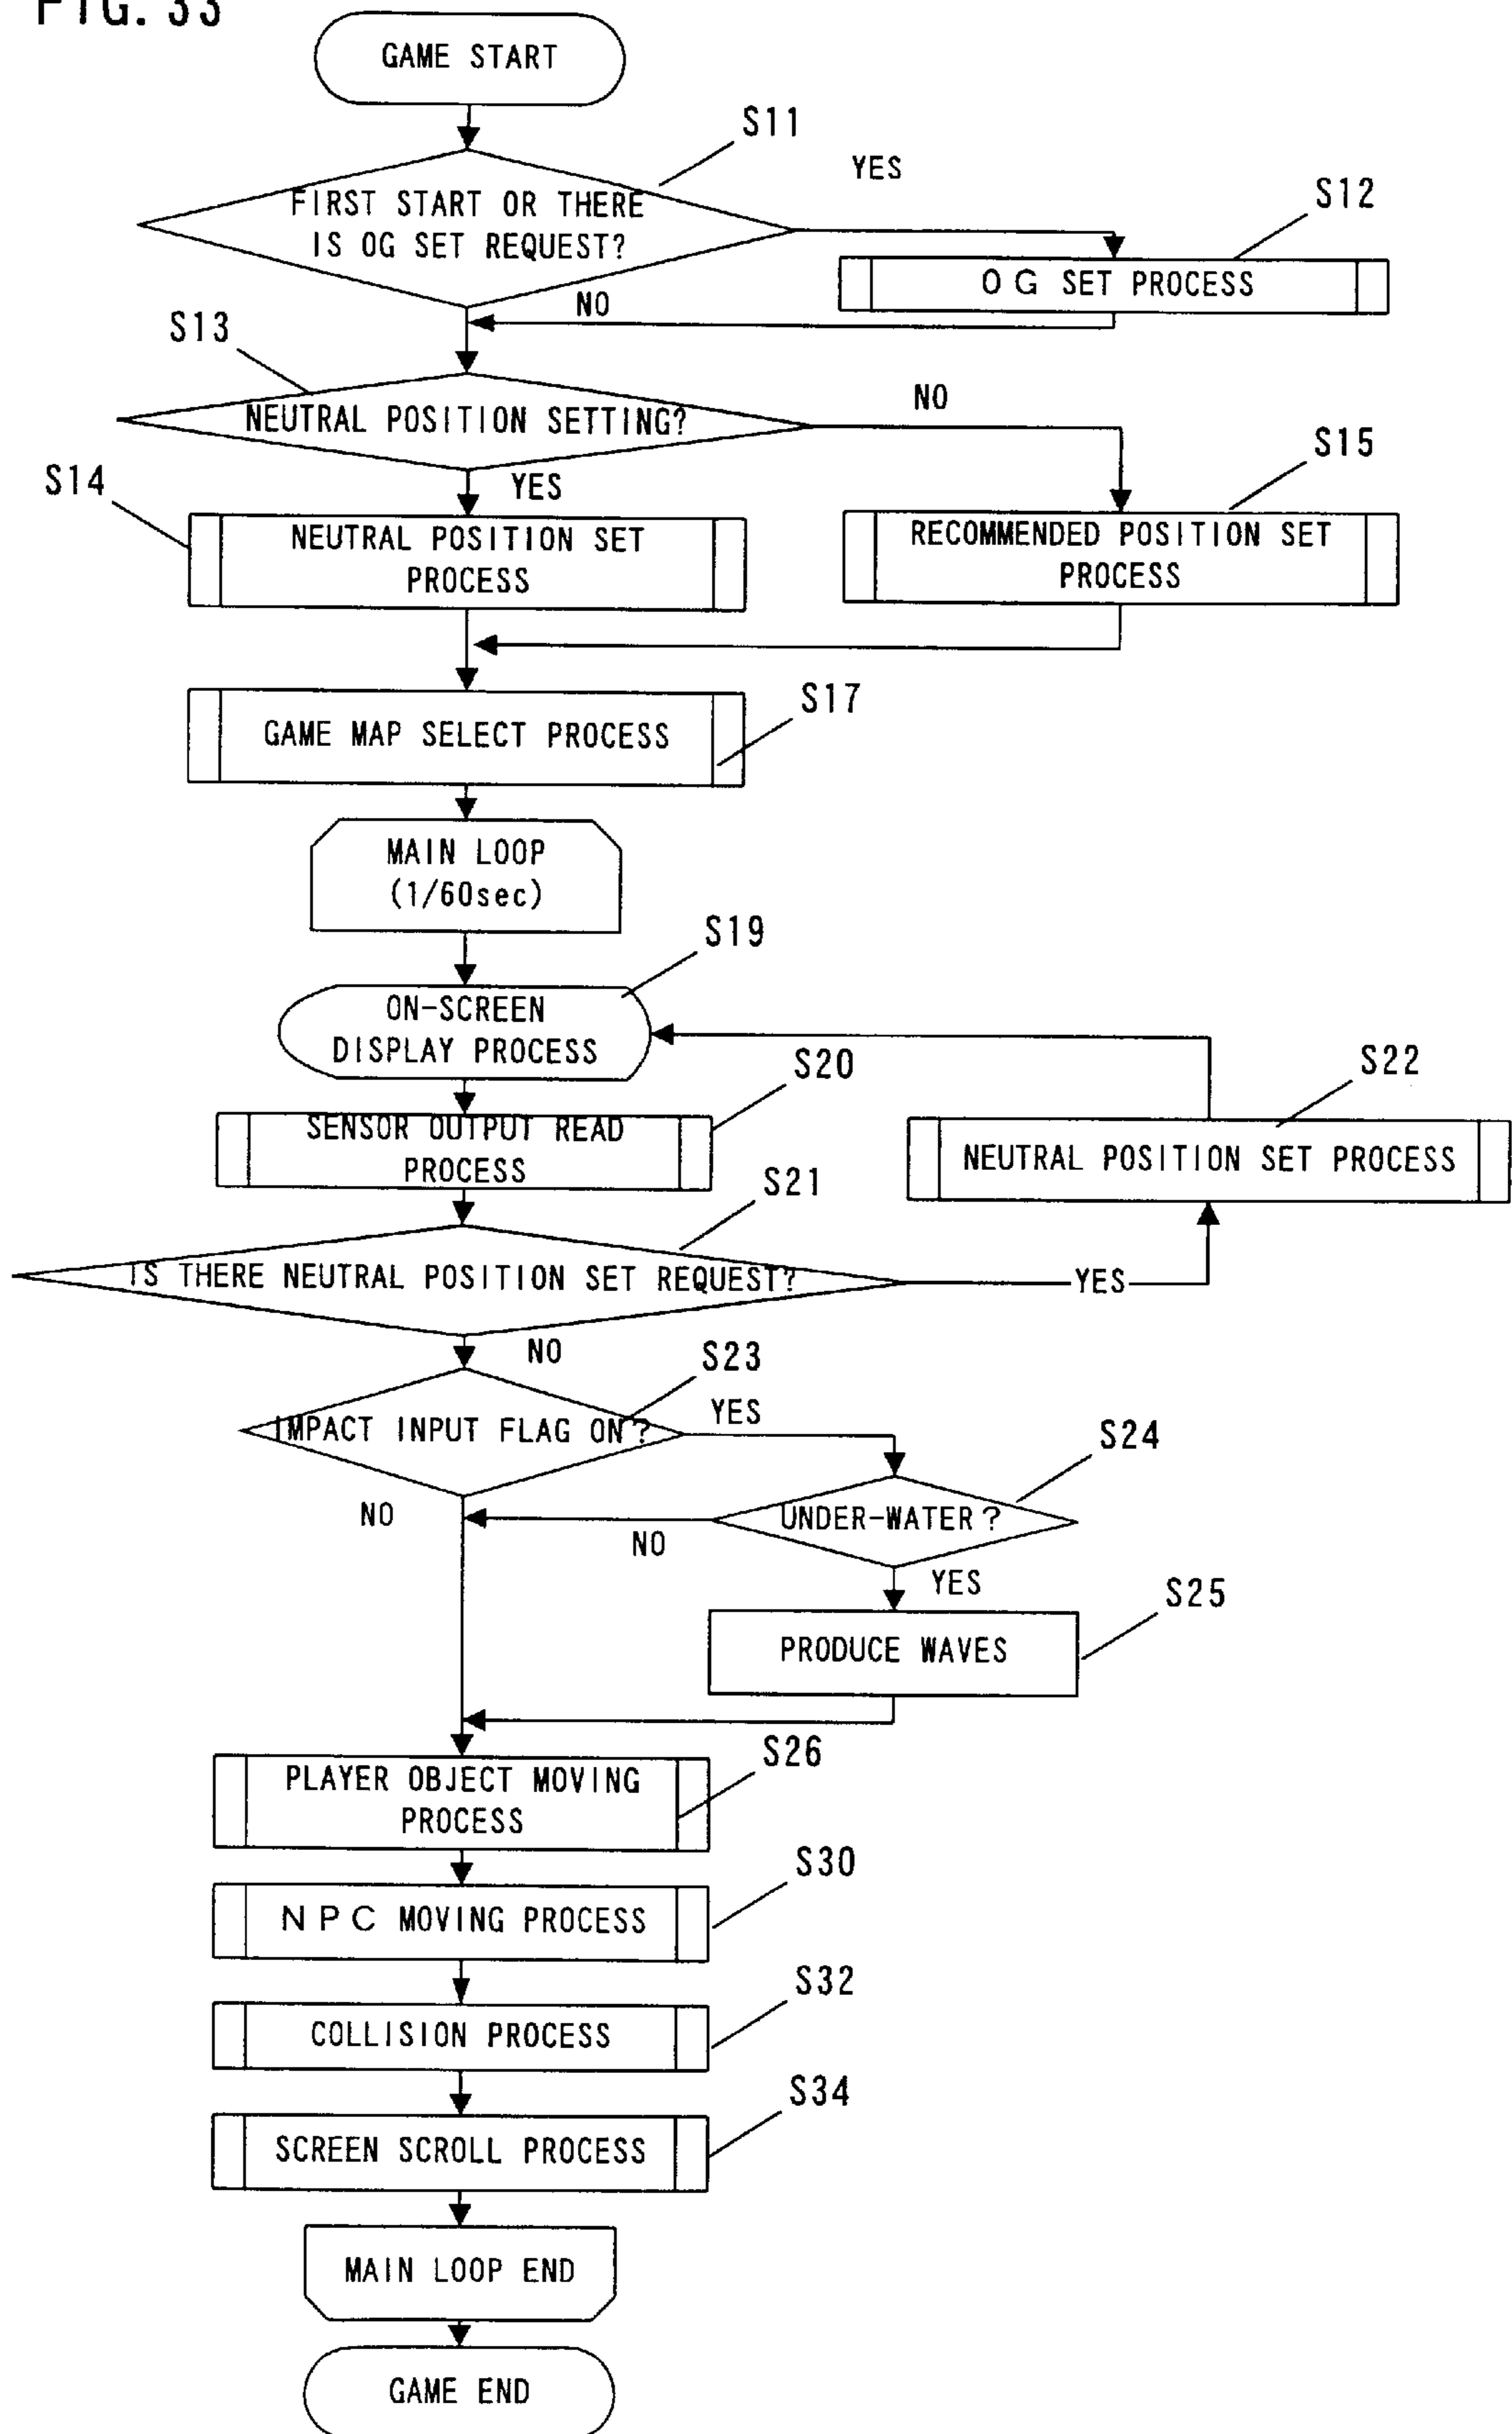 FIG. 33
GAME START
S11
YES
FIRST START OR THERE
IS OG SET REQUEST?
S12
OG SET PROCESS
NO
S13
NEUTRAL POSITION SETTING?
NO
S14
YES
S15
NEUTRAL POSITION SET
PROCESS
RECOMMENDED POSITION SET
PROCESS
S17
GAME MAP SELECT PROCESS
MAIN LOOP
(1/60sec)
S19
ON-SCREEN
DISPLAY PROCESS
S20
SENSOR OUTPUT READ
PROCESS
S22
NEUTRAL POSITION SET PROCESS
S21
IS THERE NEUTRAL POSITION SET REQUEST?
YES
NO
S23
IMPACT INPUT FLAG ON?
YES
S24
NO
UNDER-WATER?
NO
YES
S25
PRODUCE WAVES
S26
PLAYER OBJECT MOVING
PROCESS
S30
NPC MOVING PROCESS
S32
COLLISION PROCESS
S34
SCREEN SCROLL PROCESS
MAIN LOOP END
GAME END